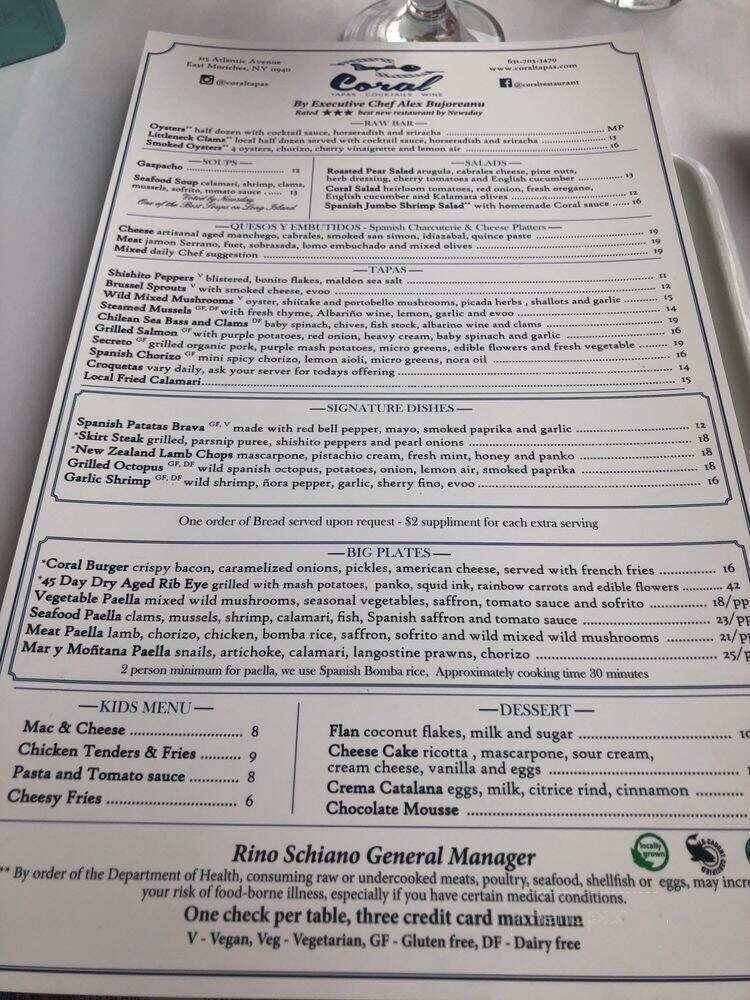 215 Atlantic Avenue
East Moriches, NY 11940
@coraltapas
Coral
TAPAS · COCKTAILS · WINE
631-703-3479
www.coraltapas.com
@coralrestaurant
By Executive Chef Alex Bujoreanu
Rated ★★★ best new restaurant by Newsday
—RAW BAR—
Oysters** half dozen with cocktail sauce, horseradish and sriracha MP
Littleneck Clams** local half dozen served with cocktail sauce, horseradish and sriracha 13
Smoked Oysters** 4 oysters, chorizo, cherry vinaigrette and lemon air 16
—SOUPS—
Gazpacho 12
Seafood Soup calamari, shrimp, clams,
mussels, sofrito, tomato sauce 13
Voted by Newsday
One of the Best Soups on Long Island
—SALADS—
Roasted Pear Salad arugula, cabrales cheese, pine nuts,
herb dressing, cherry tomatoes and English cucumber 13
Coral Salad heirloom tomatoes, red onion, fresh oregano,
English cucumber and Kalamata olives 12
Spanish Jumbo Shrimp Salad** with homemade Coral sauce 16
—QUESOS Y EMBUTIDOS - Spanish Charcuterie & Cheese Platters—
Cheese artisanal aged manchego, cabrales, smoked san simon, idiazabal, quince paste 19
Meat jamon Serrano, fuet, sobrasada, lomo embuchado and mixed olives 19
Mixed daily Chef suggestion 19
—TAPAS—
Shishito Peppers V blistered, bonito flakes, maldon sea salt 11
Brussel Sprouts V with smoked cheese, evoo 12
Wild Mixed Mushrooms V oyster, shiitake and portobello mushrooms, picada herbs , shallots and garlic 15
Steamed Mussels GF, DF with fresh thyme, Albariño wine, lemon, garlic and evoo 14
Chilean Sea Bass and Clams DF baby spinach, chives, fish stock, albarino wine and clams 19
Grilled Salmon GF with purple potatoes, red onion, heavy cream, baby spinach and garlic 16
Secreto GF grilled organic pork, purple mash potatoes, micro greens, edible flowers and fresh vegetable 19
Spanish Chorizo GF mini spicy chorizo, lemon aioli, micro greens, nora oil 16
Croquetas vary daily, ask your server for todays offering 14
Local Fried Calamari 15
—SIGNATURE DISHES—
Spanish Patatas Brava GF, V made with red bell pepper, mayo, smoked paprika and garlic 12
*Skirt Steak grilled, parsnip puree, shishito peppers and pearl onions 18
*New Zealand Lamb Chops mascarpone, pistachio cream, fresh mint, honey and panko 18
Grilled Octopus GF, DF wild spanish octopus, potatoes, onion, lemon air, smoked paprika 18
Garlic Shrimp GF, DF wild shrimp, ñora pepper, garlic, sherry fino, evoo 16
One order of Bread served upon request - $2 suppliment for each extra serving
—BIG PLATES—
*Coral Burger crispy bacon, caramelized onions, pickles, american cheese, served with french fries 16
*45 Day Dry Aged Rib Eye grilled with mash potatoes, panko, squid ink, rainbow carrots and edible flowers 42
Vegetable Paella mixed wild mushrooms, seasonal vegetables, saffron, tomato sauce and sofrito 18/pp
Seafood Paella clams, mussels, shrimp, calamari, fish, Spanish saffron and tomato sauce 23/pp
Meat Paella lamb, chorizo, chicken, bomba rice, saffron, sofrito and wild mixed wild mushrooms 21/p
Mar y Moñtana Paella snails, artichoke, calamari, langostine prawns, chorizo 25/p
2 person minimum for paella, we use Spanish Bomba rice, Approximately cooking time 30 minutes
—KIDS MENU—
Mac & Cheese 8
Chicken Tenders & Fries 9
Pasta and Tomato sauce 8
Cheesy Fries 6
—DESSERT—
Flan coconut flakes, milk and sugar 10
Cheese Cake ricotta , mascarpone, sour cream,
cream cheese, vanilla and eggs
Crema Catalana eggs, milk, citrice rind, cinnamon
Chocolate Mousse
Rino Schiano General Manager
locally grown
** By order of the Department of Health, consuming raw or undercooked meats, poultry, seafood, shellfish or eggs, may incre
your risk of food-borne illness, especially if you have certain medical conditions.
One check per table, three credit card maximum
V - Vegan, Veg - Vegetarian, GF - Gluten free, DF - Dairy free